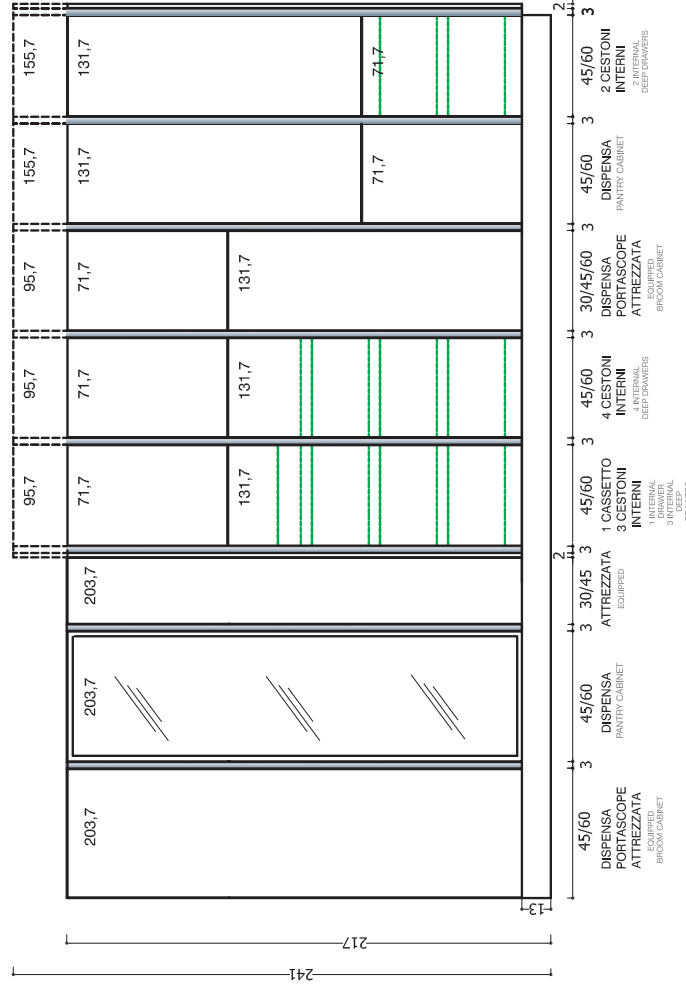 2
3
155,7
131,7
71,7
45/60
2 CESTONI
INTERNI
2 INTERNAL
DEEP DRAWERS
3
155,7
131,7
71,7
45/60
DISPENSA
PANTRY CABINET
3
95,7
71,7
131,7
30/45/60
DISPENSA
PORTASCOPE
ATTREZZATA
EQUIPPED
BROOM CABINET
3
95,7
71,7
131,7
45/60
4 CESTONI
INTERNI
4 INTERNAL
DEEP DRAWERS
3
95,7
71,7
131,7
45/60
1 CASSETTO
3 CESTONI
INTERNI
1 INTERNAL
DRAWER
3 INTERNAL
DEEP
2
3
203,7
30/45
ATTREZZATA
EQUIPPED
3
203,7
45/60
DISPENSA
PANTRY CABINET
3
203,7
45/60
DISPENSA
PORTASCOPE
ATTREZZATA
EQUIPPED
BROOM CABINET
13
217
241